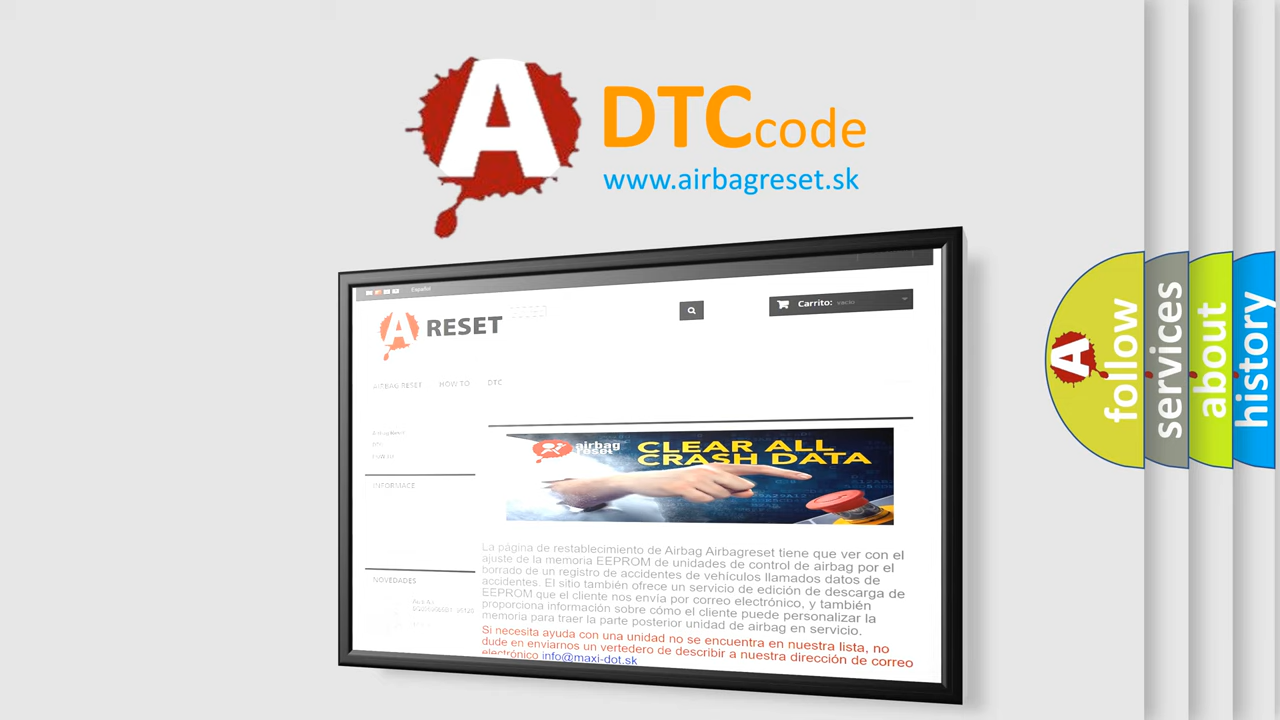 A
DTCcode
www.airbagreset.sk
Español
A RESET
Carrito: vacío
AIRBAG RESET HOW TO DTC
INFORMACE
airbag
reset
CLEAR ALL
CRASH DATA
La página de restablecimiento de Airbag Airbagreset tiene que ver con el
ajuste de la memoria EEPROM de unidades de control de airbag por el
borrado de un registro de accidentes de vehículos llamados datos de
accidentes. El sitio también ofrece un servicio de edición de descarga de
EEPROM que el cliente nos envía por correo electrónico, y también
proporciona información sobre cómo el cliente puede personalizar la
memoria para traer la parte posterior unidad de airbag en servicio.
Si necesita ayuda con una unidad no se encuentra en nuestra lista, no
dude en enviarnos un vertedero de describir a nuestra dirección de correo
electrónico info@maxi-dot.sk
NOVEDADES
A
follow
services
about
history